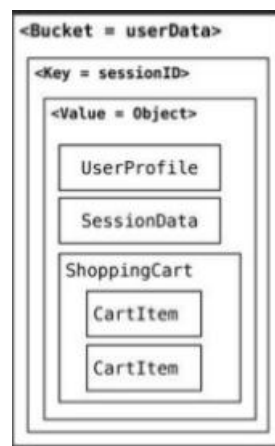 <Bucket = userData>
<Key = sessionID>
<Value = Object>
UserProfile
SessionData
ShoppingCart
CartItem
CartItem